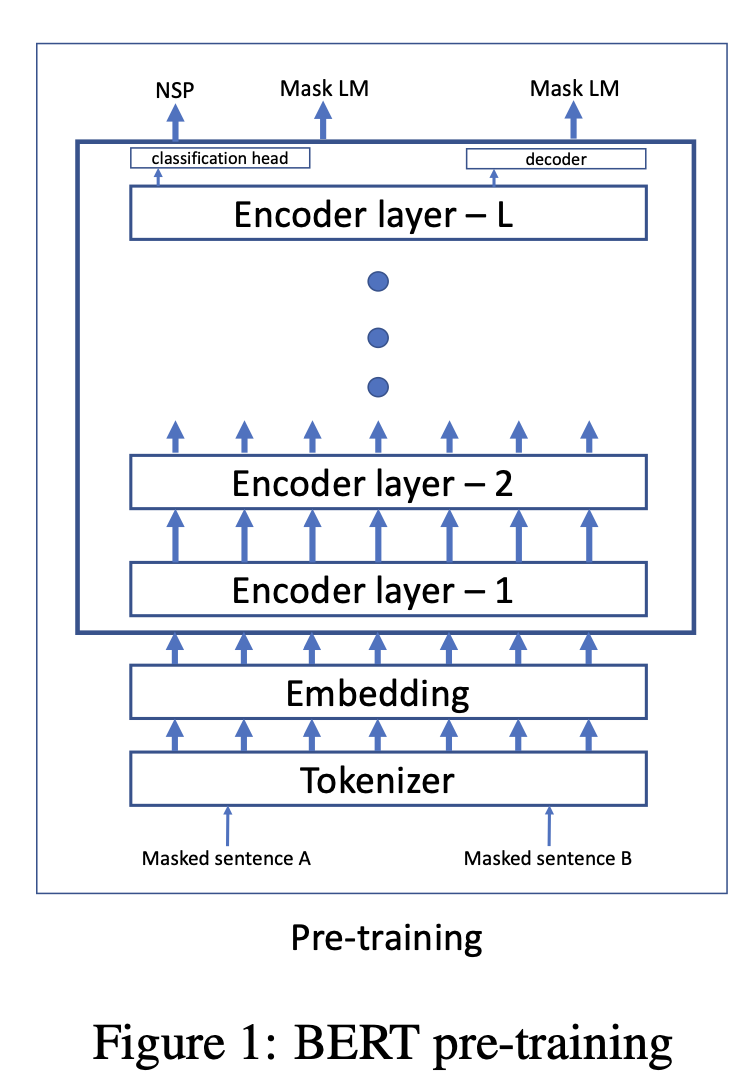 NSP Mask LM Mask LM
classification head decoder
Encoder layer – L
Encoder layer – 2
Encoder layer – 1
Embedding
Tokenizer
Masked sentence A Masked sentence B
Pre-training
Figure 1: BERT pre-training